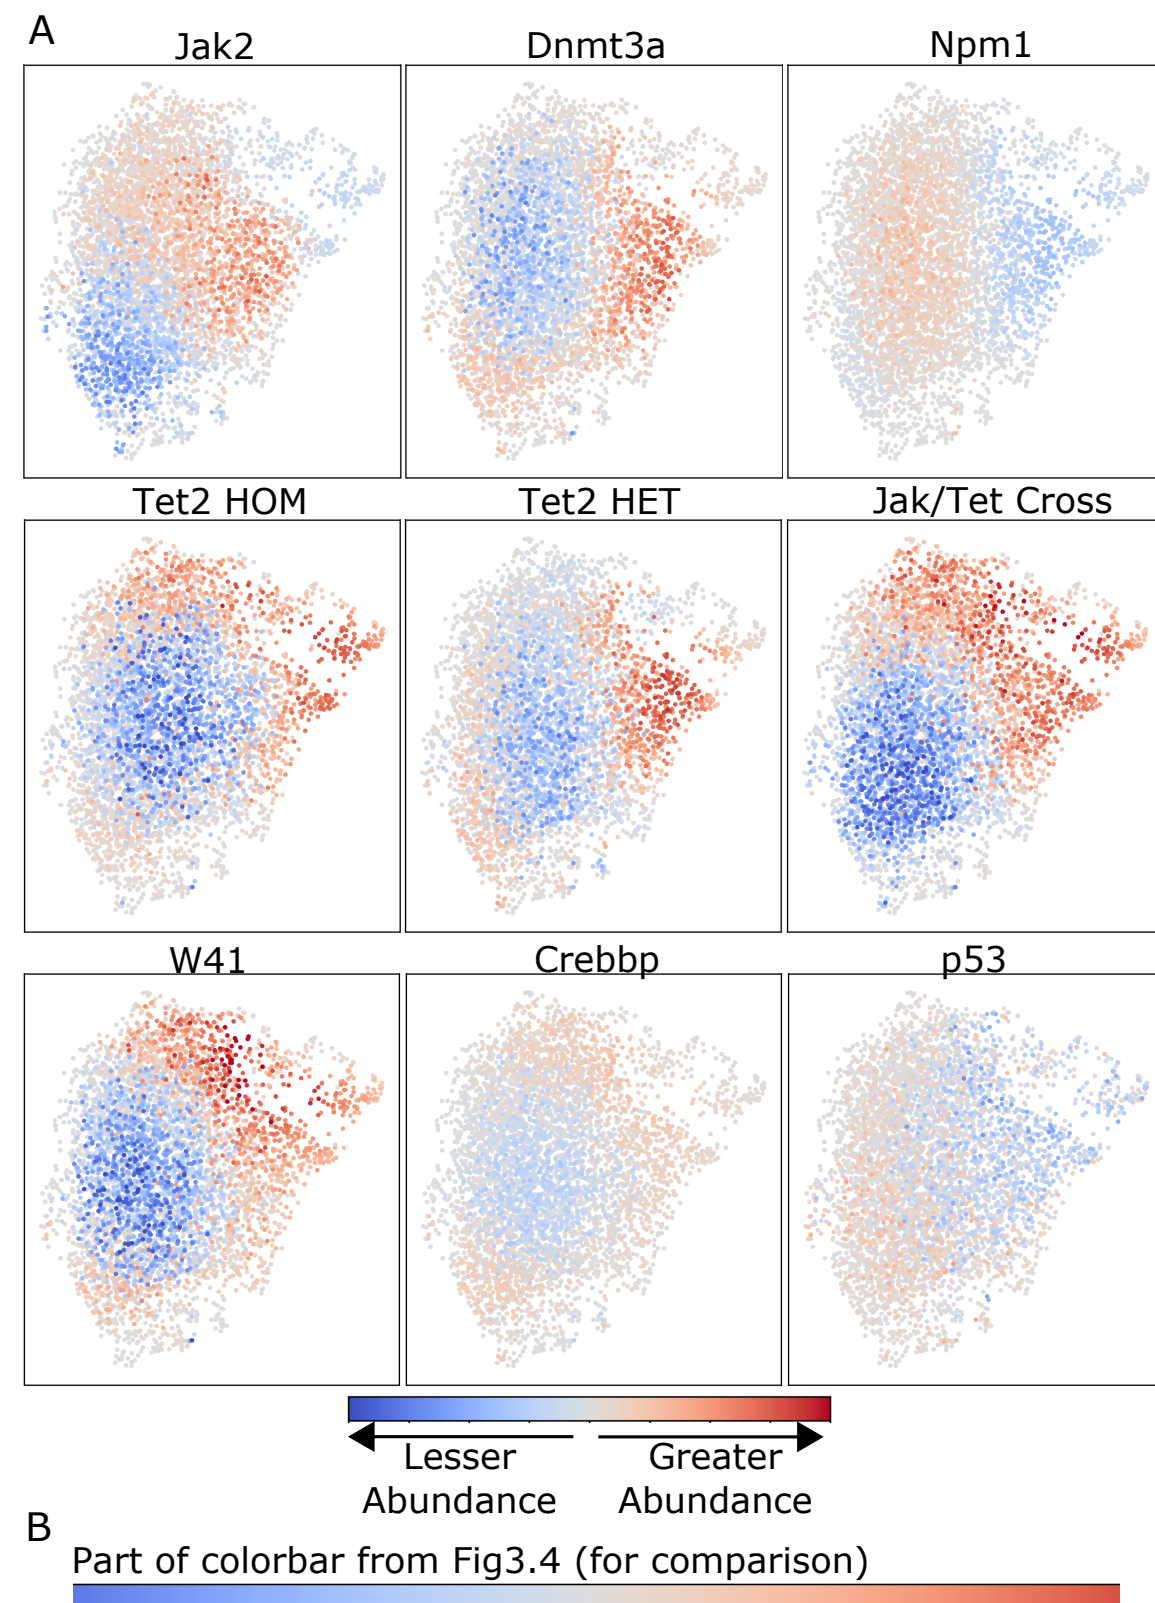 A
Jak2
Dnmt3a
Npm1
Tet2 HOM
Tet2 HET
Jak/Tet Cross
W41
Crebbp
p53
Lesser
Abundance
Greater
Abundance
B
Part of colorbar from Fig3.4 (for comparison)